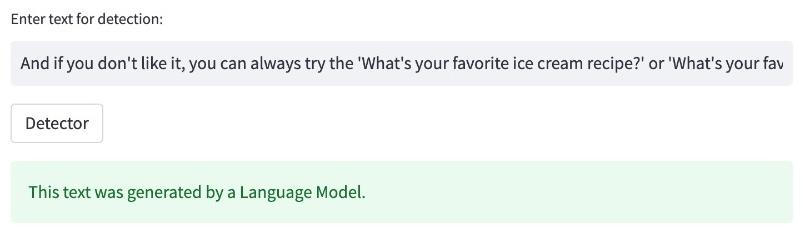 Enter text for detection:
And if you don't like it, you can always try the 'What's your favorite ice cream recipe?' or 'What's your fav
Detector
This text was generated by a Language Model.